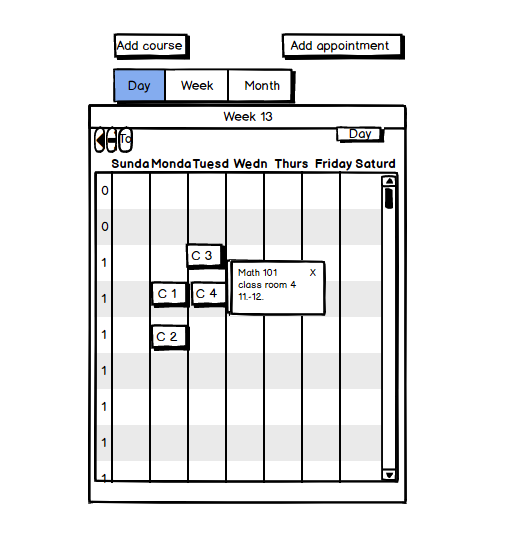 Add course
Add appointment
Day Week Month
Week 13
To Day
Sunda Monda Tuesd Wedn Thurs Friday Saturd
0
0
1 C 3
Math 101 X
class room 4
11.-12.
1 C 1 C 4
1 C 2
1
1
1
1